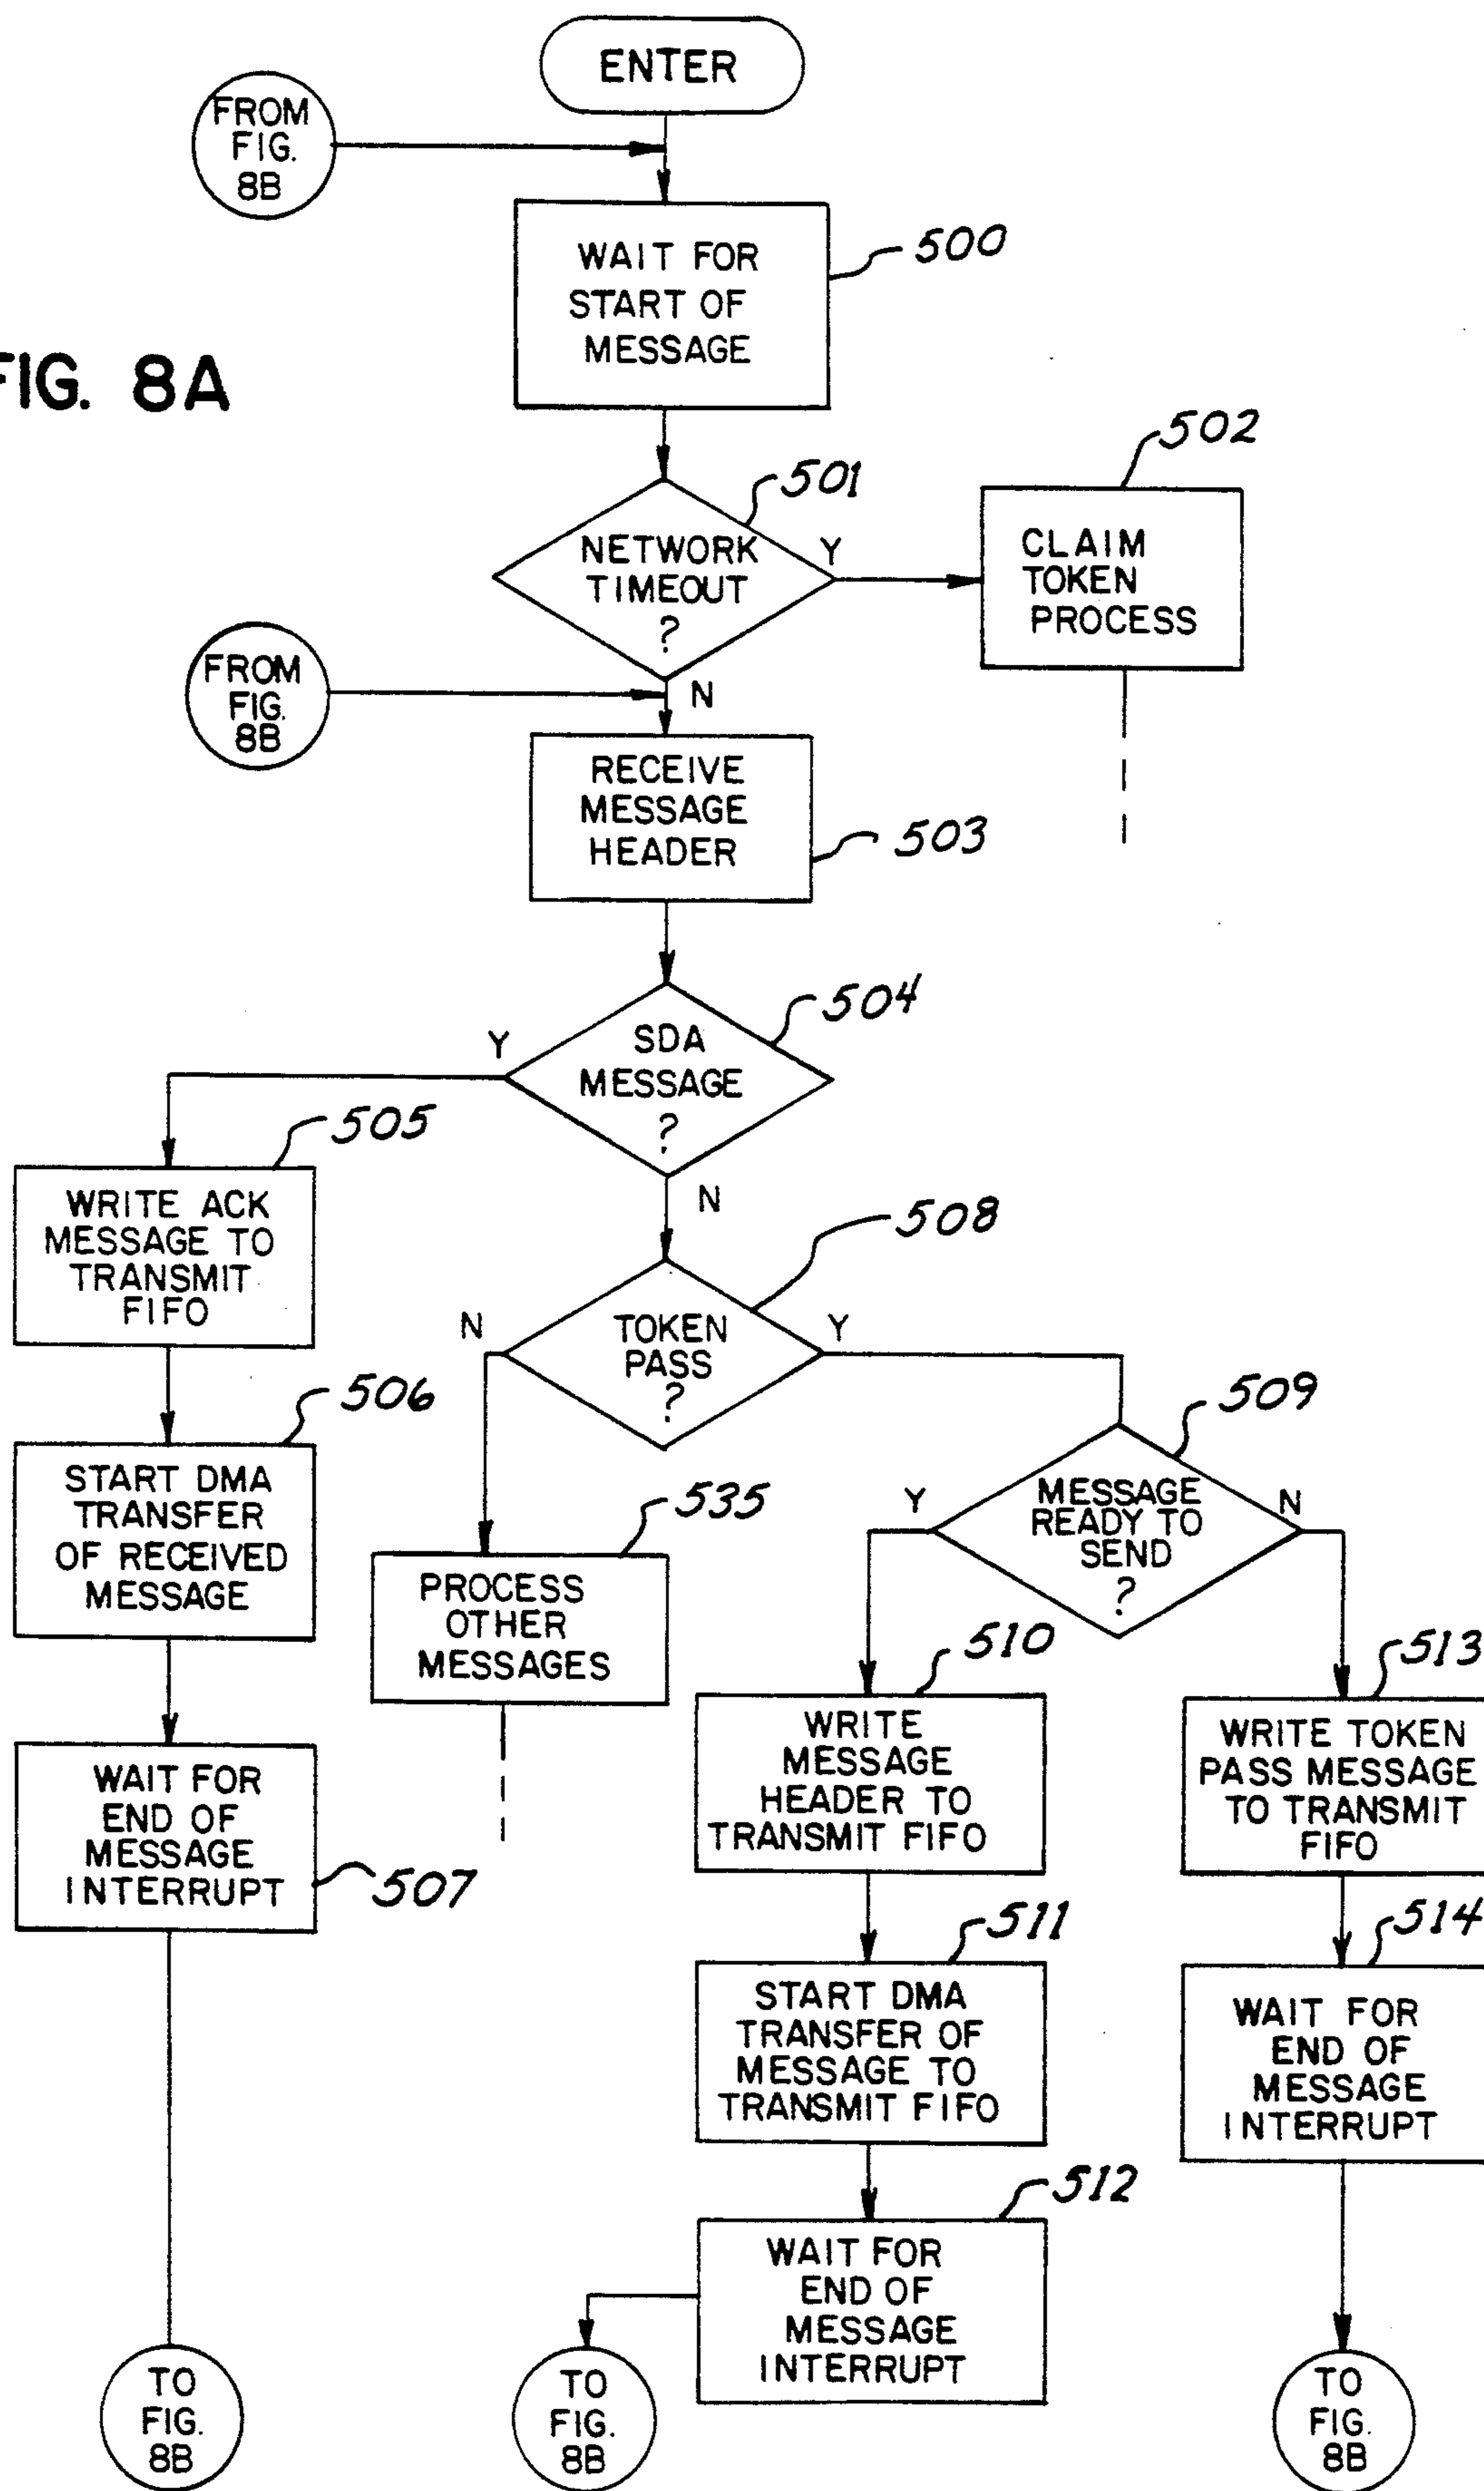 ENTER
FROM
FIG.
8B
WAIT FOR
START OF
MESSAGE
500
FIG. 8A
502
501
NETWORK
TIMEOUT
?
Y
CLAIM
TOKEN
PROCESS
FROM
FIG.
8B
N
RECEIVE
MESSAGE
HEADER
503
504
Y
SDA
MESSAGE
?
505
N
WRITE ACK
MESSAGE TO
TRANSMIT
FIFO
508
N
TOKEN
PASS
?
Y
506
509
START DMA
TRANSFER
OF RECEIVED
MESSAGE
535
Y
MESSAGE
READY TO
SEND
?
N
PROCESS
OTHER
MESSAGES
510
513
WRITE
MESSAGE
HEADER TO
TRANSMIT FIFO
WRITE TOKEN
PASS MESSAGE
TO TRANSMIT
FIFO
WAIT FOR
END OF
MESSAGE
INTERRUPT
507
511
514
START DMA
TRANSFER OF
MESSAGE TO
TRANSMIT FIFO
WAIT FOR
END OF
MESSAGE
INTERRUPT
512
WAIT FOR
END OF
MESSAGE
INTERRUPT
TO
FIG.
8B
TO
FIG.
8B
TO
FIG.
8B